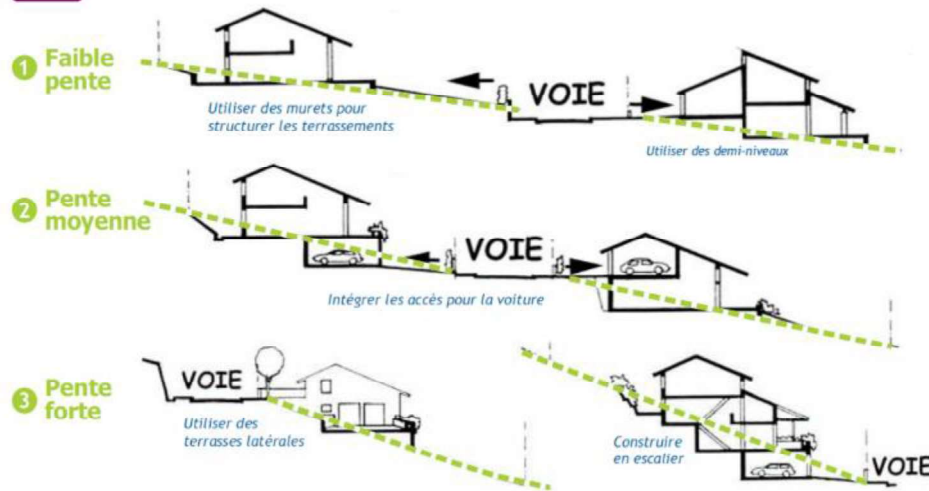 1 Faible
pente
Utiliser des murets pour
structurer les terrassements
VOIE
Utiliser des demi-niveaux
2 Pente
moyenne
VOIE
Intégrer les accès pour la voiture
3 Pente
forte
VOIE
Utiliser des
terrasses latérales
Construire
en escalier
VOIE